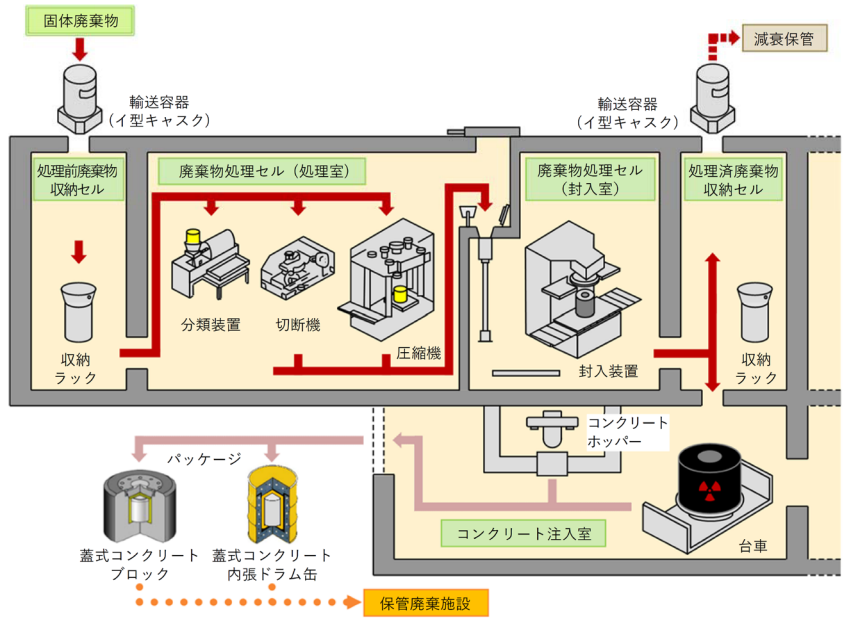 固体廃棄物
減衰保管
輸送容器
（イ型キャスク）
輸送容器
（イ型キャスク）
処理前廃棄物
収納セル
廃棄物処理セル（処理室）
廃棄物処理セル
（封入室）
処理済廃棄物
収納セル
分類装置
切断機
圧縮機
収納
ラック
封入装置
収納
ラック
コンクリート
ホッパー
パッケージ
コンクリート注入室
台車
蓋式コンクリート
ブロック
蓋式コンクリート
内張ドラム缶
保管廃棄施設